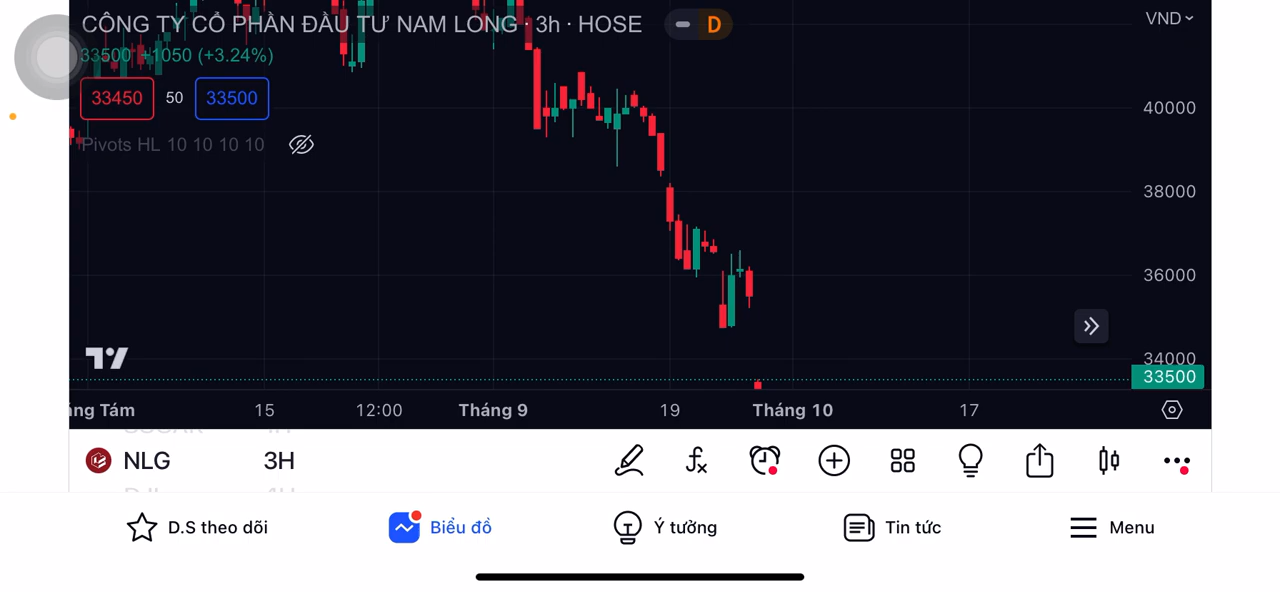 CÔNG TY CỔ PHẦN ĐẦU TƯ NAM LONG · 3h · HOSE
D
VND
33500 +1050 (+3.24%)
33450 50 33500
Pivots HL 10 10 10 10
40000
38000
36000
34000
33500
ng Tám 15 12:00 Tháng 9 19 Tháng 10 17
NLG 3H
D.S theo dõi Biểu đồ Ý tưởng Tin tức Menu